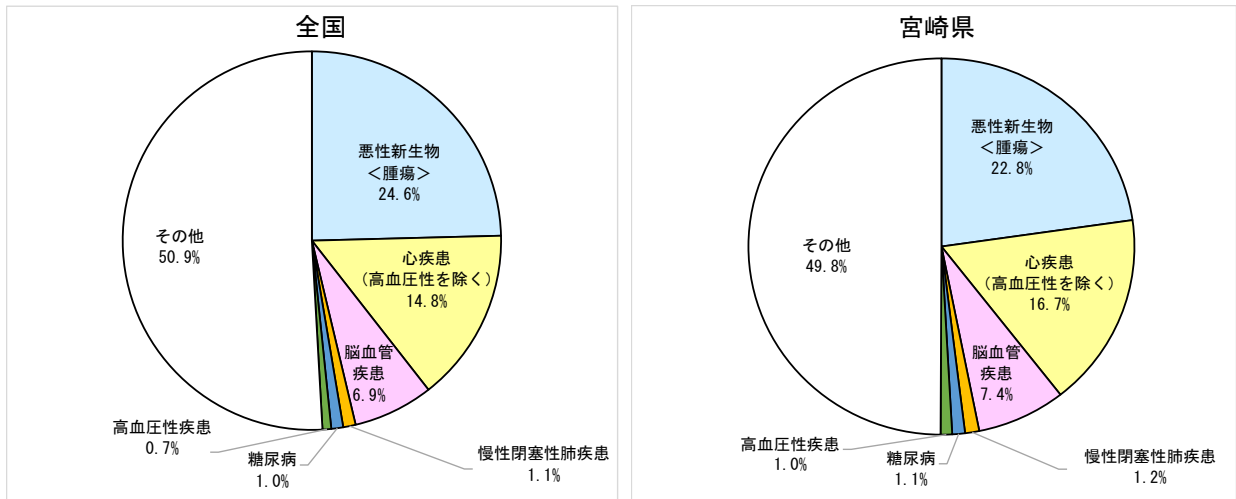 全国
悪性新生物
＜腫瘍＞
24.6%
心疾患
（高血圧性を除く）
14.8%
脳血管
疾患
6.9%
慢性閉塞性肺疾患
1.1%
糖尿病
1.0%
高血圧性疾患
0.7%
その他
50.9%
宮崎県
悪性新生物
＜腫瘍＞
22.8%
心疾患
（高血圧性を除く）
16.7%
脳血管
疾患
7.4%
慢性閉塞性肺疾患
1.2%
糖尿病
1.1%
高血圧性疾患
1.0%
その他
49.8%